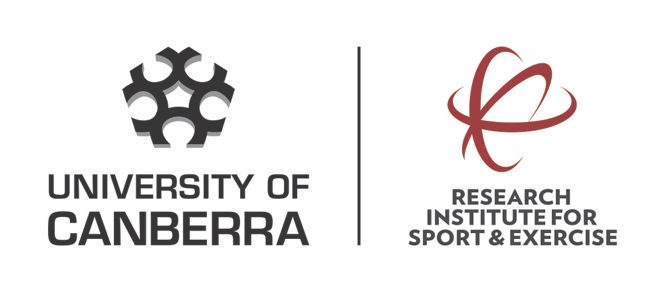 UNIVERSITY OF
CANBERRA
RESEARCH
INSTITUTE FOR
SPORT & EXERCISE